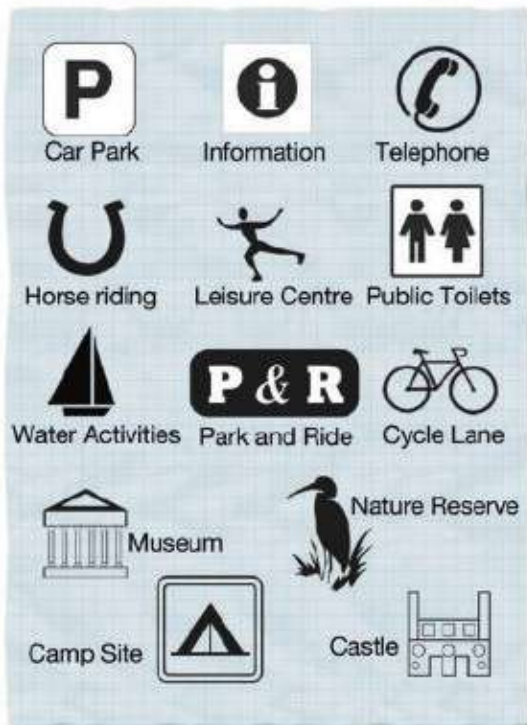 P
Car Park
i
Information
Telephone
Horse riding
Leisure Centre
Public Toilets
Water Activities
P & R
Park and Ride
Cycle Lane
Museum
Nature Reserve
Camp Site
Castle